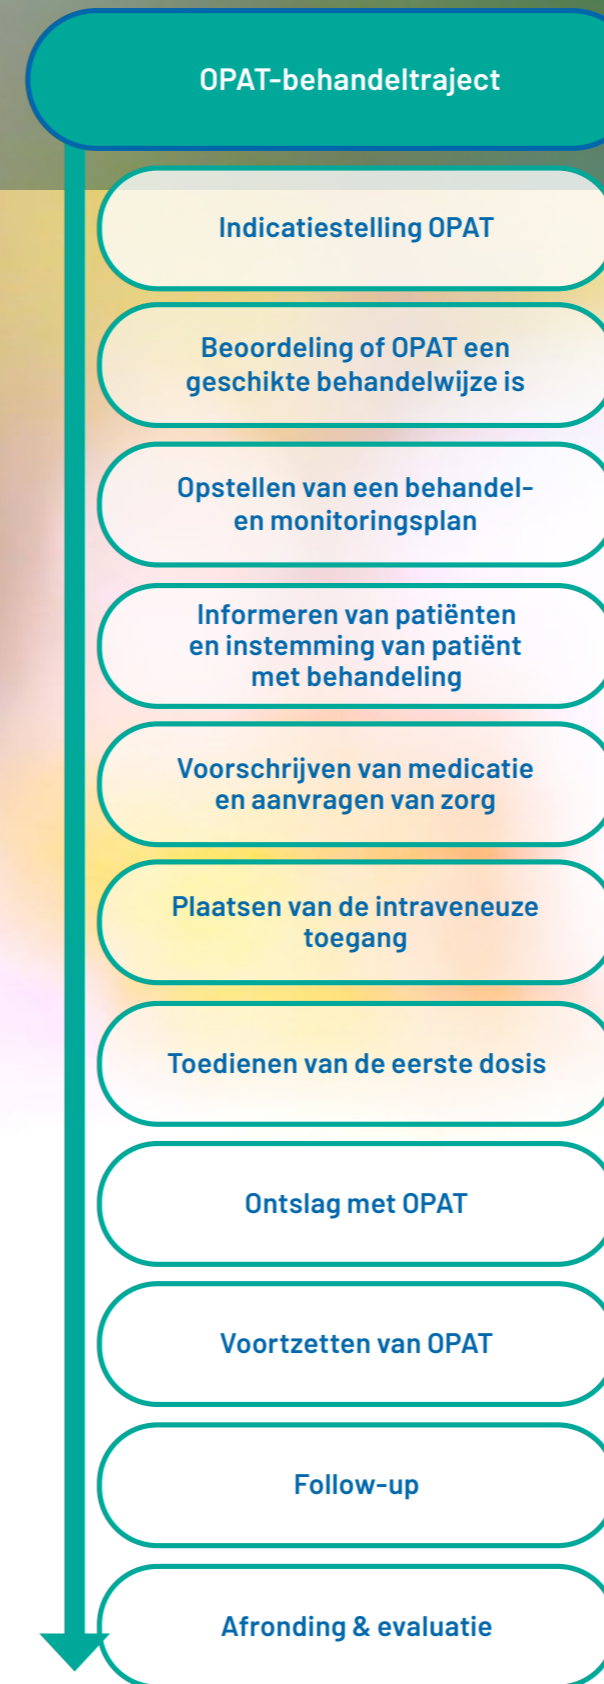 OPAT-behandeltraject
Indicatiestelling OPAT
Beoordeling of OPAT een
geschikte behandelwijze is
Opstellen van een behandel-
en monitoringsplan
Informeren van patiënten
en instemming van patiënt
met behandeling
Voorschrijven van medicatie
en aanvragen van zorg
Plaatsen van de intraveneuze
toegang
Toedienen van de eerste dosis
Ontslag met OPAT
Voortzetten van OPAT
Follow-up
Afronding & evaluatie